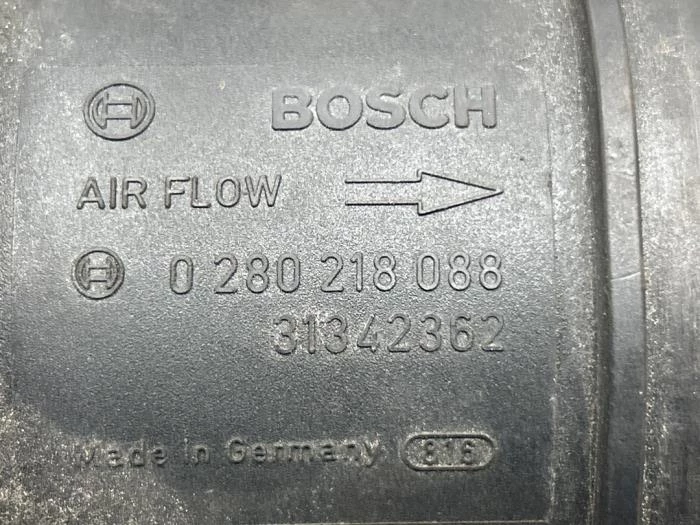 BOSCH
AIR FLOW
0 280 218 088
31342362
Made in Germany 816